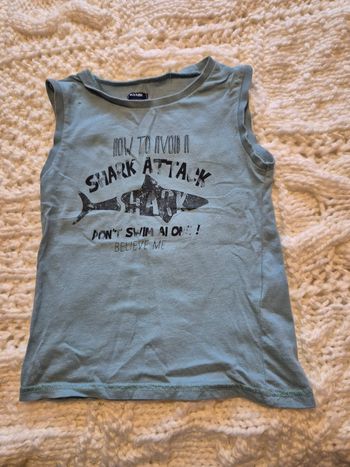 HOW TO AVOID A
SHARK ATTACK
SHARK
DON'T SWIM ALONE!
BELIEVE ME